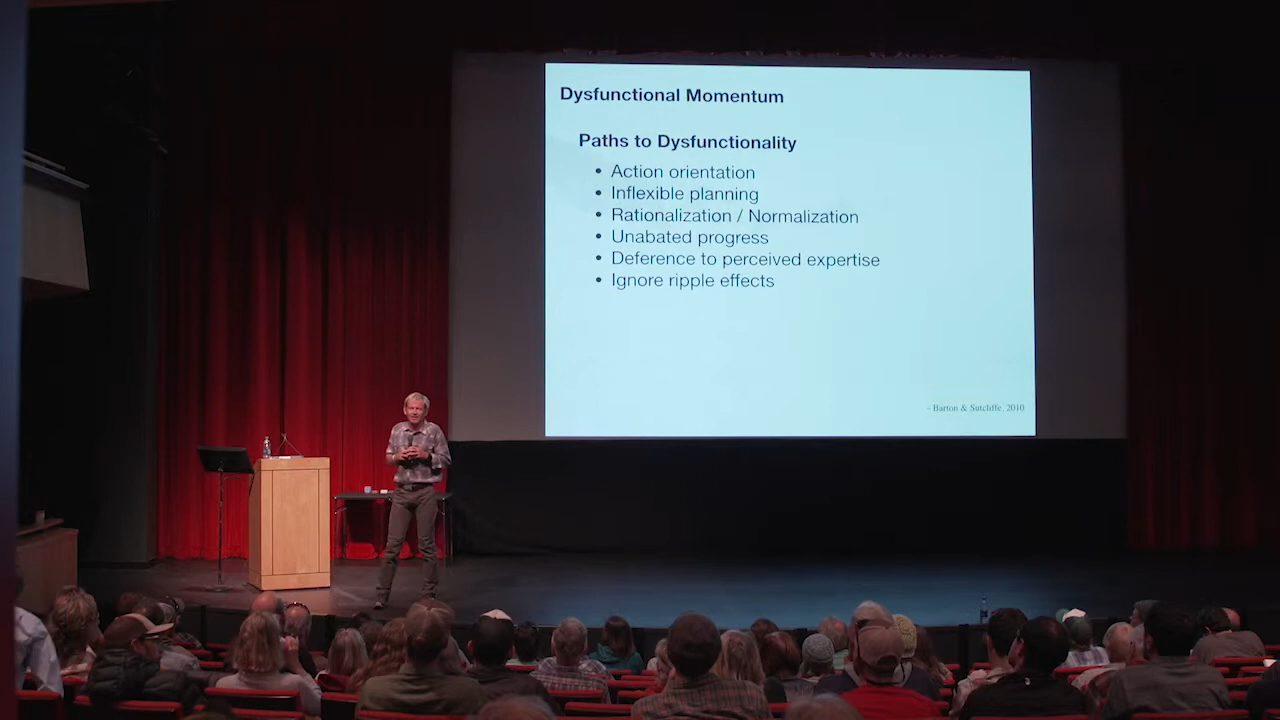 Dysfunctional Momentum
Paths to Dysfunctionality
• Action orientation
• Inflexible planning
• Rationalization / Normalization
• Unabated progress
• Deference to perceived expertise
• Ignore ripple effects
– Barton & Sutcliffe, 2010